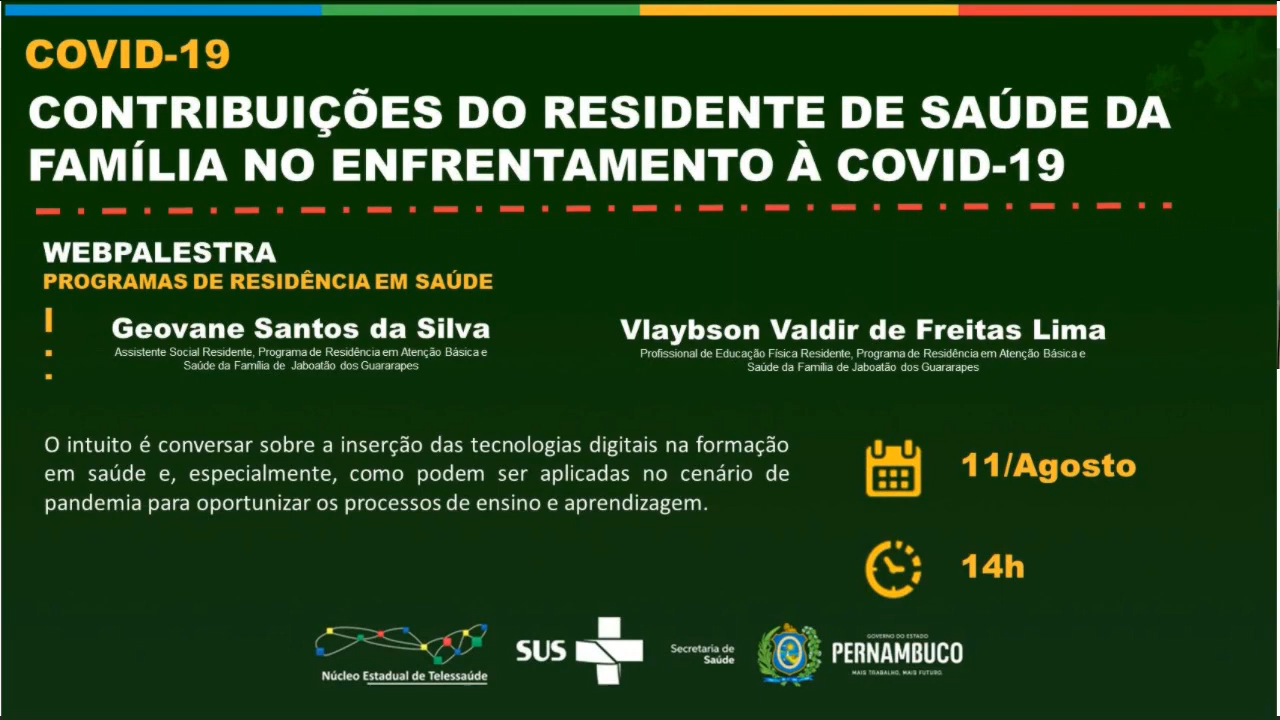 COVID-19
CONTRIBUIÇÕES DO RESIDENTE DE SAÚDE DA
FAMÍLIA NO ENFRENTAMENTO À COVID-19
WEBPALESTRA
PROGRAMAS DE RESIDÊNCIA EM SAÚDE
Geovane Santos da Silva
Assistente Social Residente, Programa de Residência em Atenção Básica e
Saúde da Família de Jaboatão dos Guararapes
Vlaybson Valdir de Freitas Lima
Profissional de Educação Física Residente, Programa de Residência em Atenção Básica e
Saúde da Família de Jaboatão dos Guararapes
O intuito é conversar sobre a inserção das tecnologias digitais na formação
em saúde e, especialmente, como podem ser aplicadas no cenário de
pandemia para oportunizar os processos de ensino e aprendizagem.
11/Agosto
14h
Núcleo Estadual de Telessaúde
SUS
Secretaria de
Saúde
GOVERNO DO ESTADO
PERNAMBUCO
MAIS TRABALHO, MAIS FUTURO.